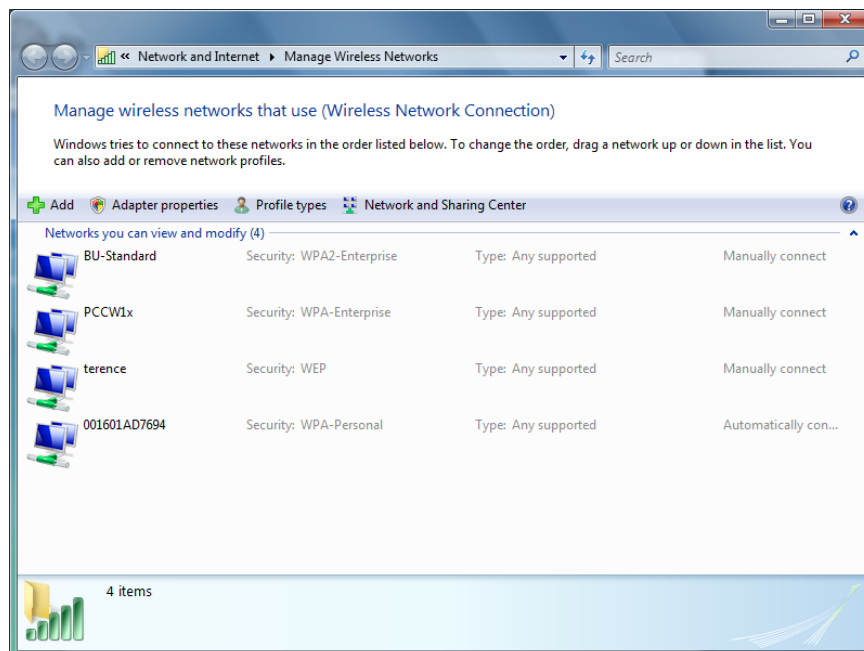 « Network and Internet ▸ Manage Wireless Networks Search
Manage wireless networks that use (Wireless Network Connection)
Windows tries to connect to these networks in the order listed below. To change the order, drag a network up or down in the list. You
can also add or remove network profiles.
Add Adapter properties Profile types Network and Sharing Center ?
Networks you can view and modify (4)
BU-Standard Security: WPA2-Enterprise Type: Any supported Manually connect
PCCW1x Security: WPA-Enterprise Type: Any supported Manually connect
terence Security: WEP Type: Any supported Manually connect
001601AD7694 Security: WPA-Personal Type: Any supported Automatically con...
4 items